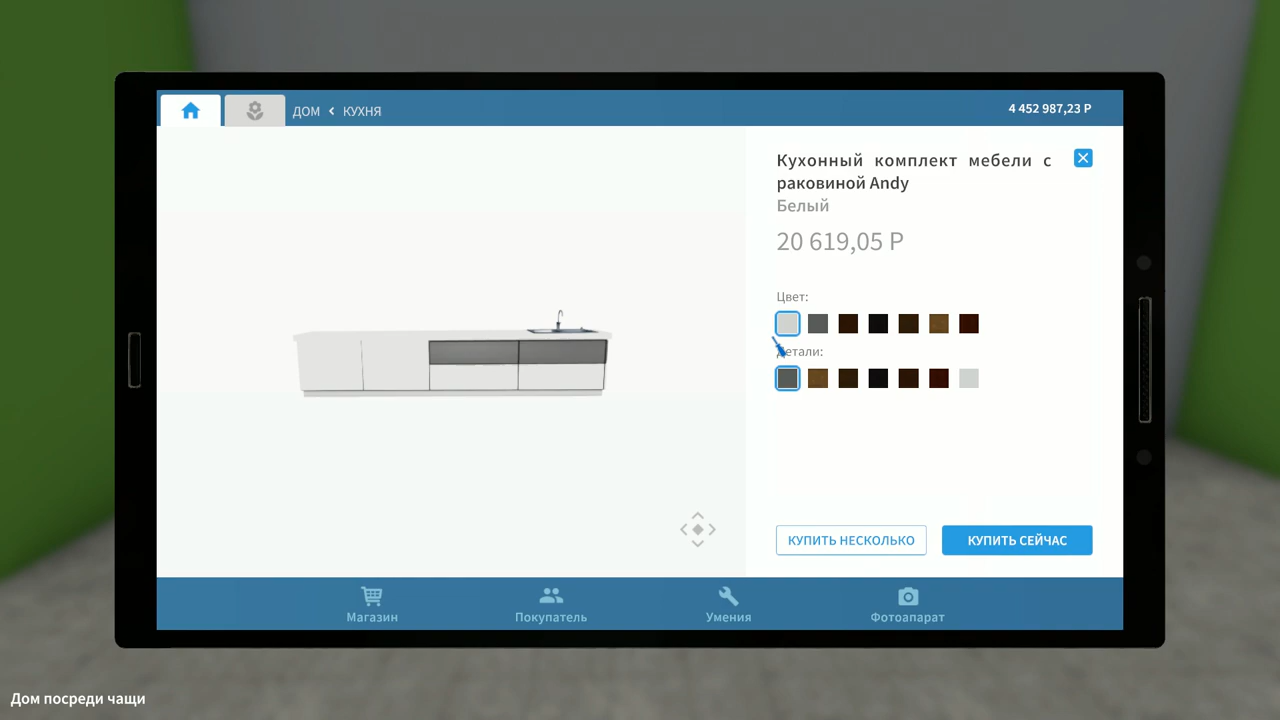 ДОМ < КУХНЯ
4 452 987,23 Р
Кухонный комплект мебели с
раковиной Andy
Белый
20 619,05 Р
Цвет:
Детали:
КУПИТЬ НЕСКОЛЬКО
КУПИТЬ СЕЙЧАС
Магазин
Покупатель
Умения
Фотоаппарат
Дом посреди чащи